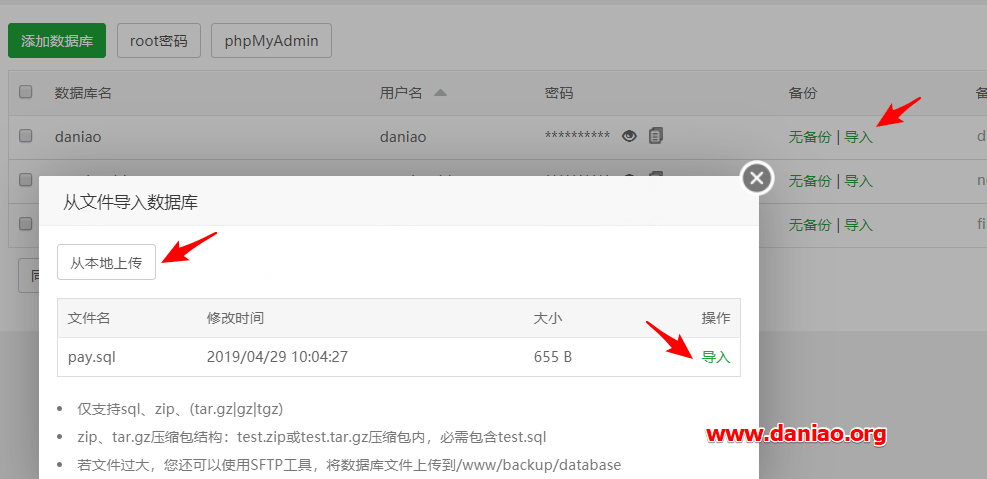 添加数据库 root密码 phpMyAdmin
数据库名 用户名 密码 备份
daniao daniao ********** 无备份 | 导入
无备份 | 导入
无备份 | 导入
从文件导入数据库
从本地上传
文件名 修改时间 大小 操作
pay.sql 2019/04/29 10:04:27 655 B 导入
仅支持sql、zip、(tar.gz|gz|tgz)
zip、tar.gz压缩包结构：test.zip或test.tar.gz压缩包内，必需包含test.sql
若文件过大，您还可以使用SFTP工具，将数据库文件上传到/www/backup/database
www.daniao.org